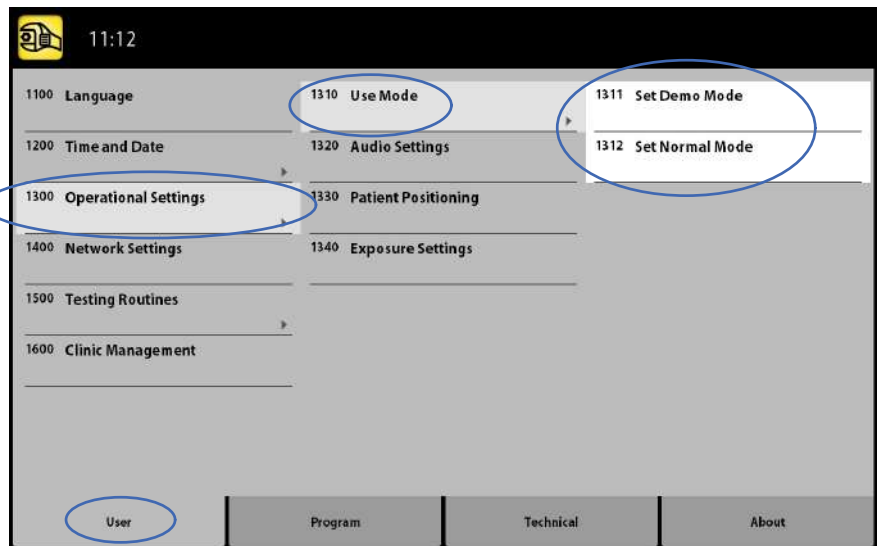 11:12
1100 Language
1200 Time and Date
1300 Operational Settings
1400 Network Settings
1500 Testing Routines
1600 Clinic Management
1310 Use Mode
1320 Audio Settings
1330 Patient Positioning
1340 Exposure Settings
1311 Set Demo Mode
1312 Set Normal Mode
User Program Technical About